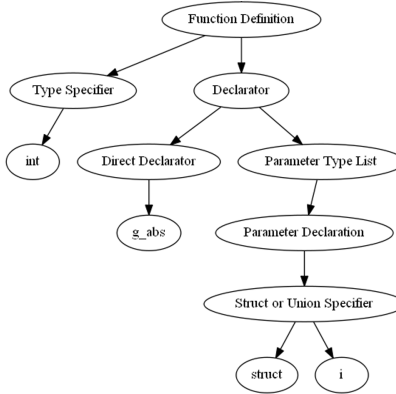 Function Definition
Type Specifier
Declarator
int
Direct Declarator
Parameter Type List
g_abs
Parameter Declaration
Struct or Union Specifier
struct
i